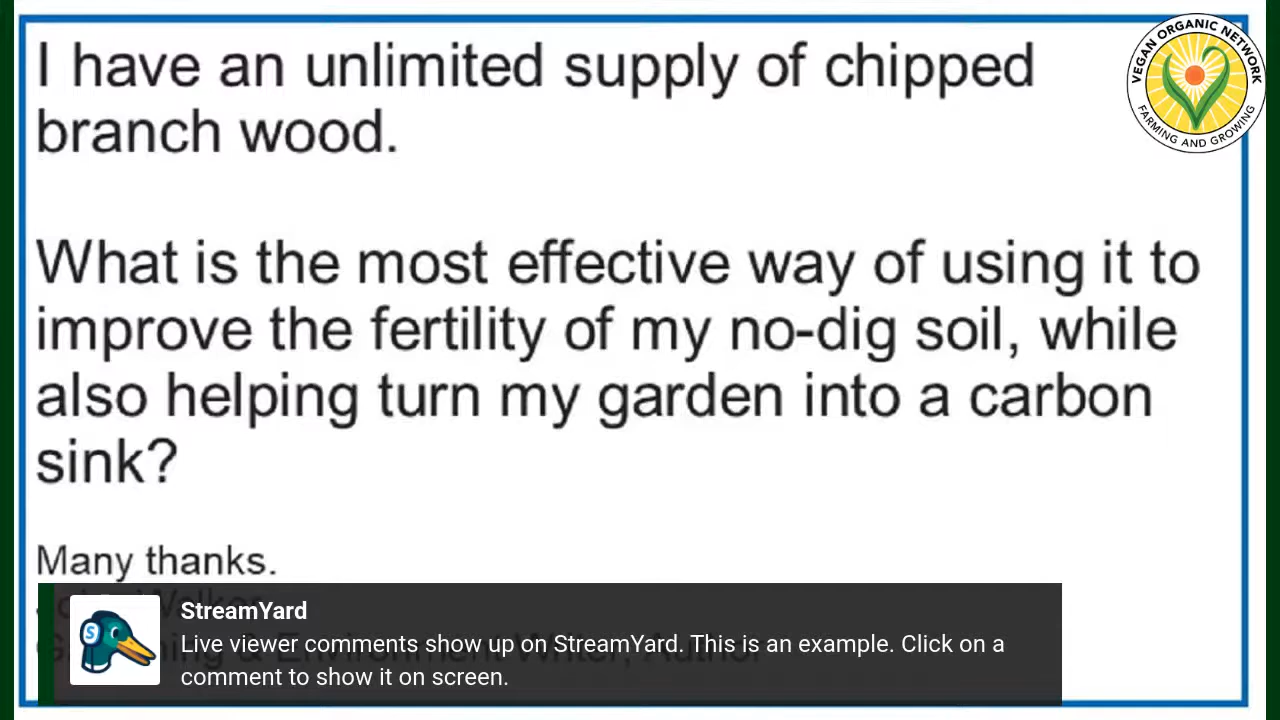 I have an unlimited supply of chipped
branch wood.
What is the most effective way of using it to
improve the fertility of my no-dig soil, while
also helping turn my garden into a carbon
sink?
Many thanks.
StreamYard
Live viewer comments show up on StreamYard. This is an example. Click on a
comment to show it on screen.
VEGAN ORGANIC NETWORK
FARMING AND GROWING
S